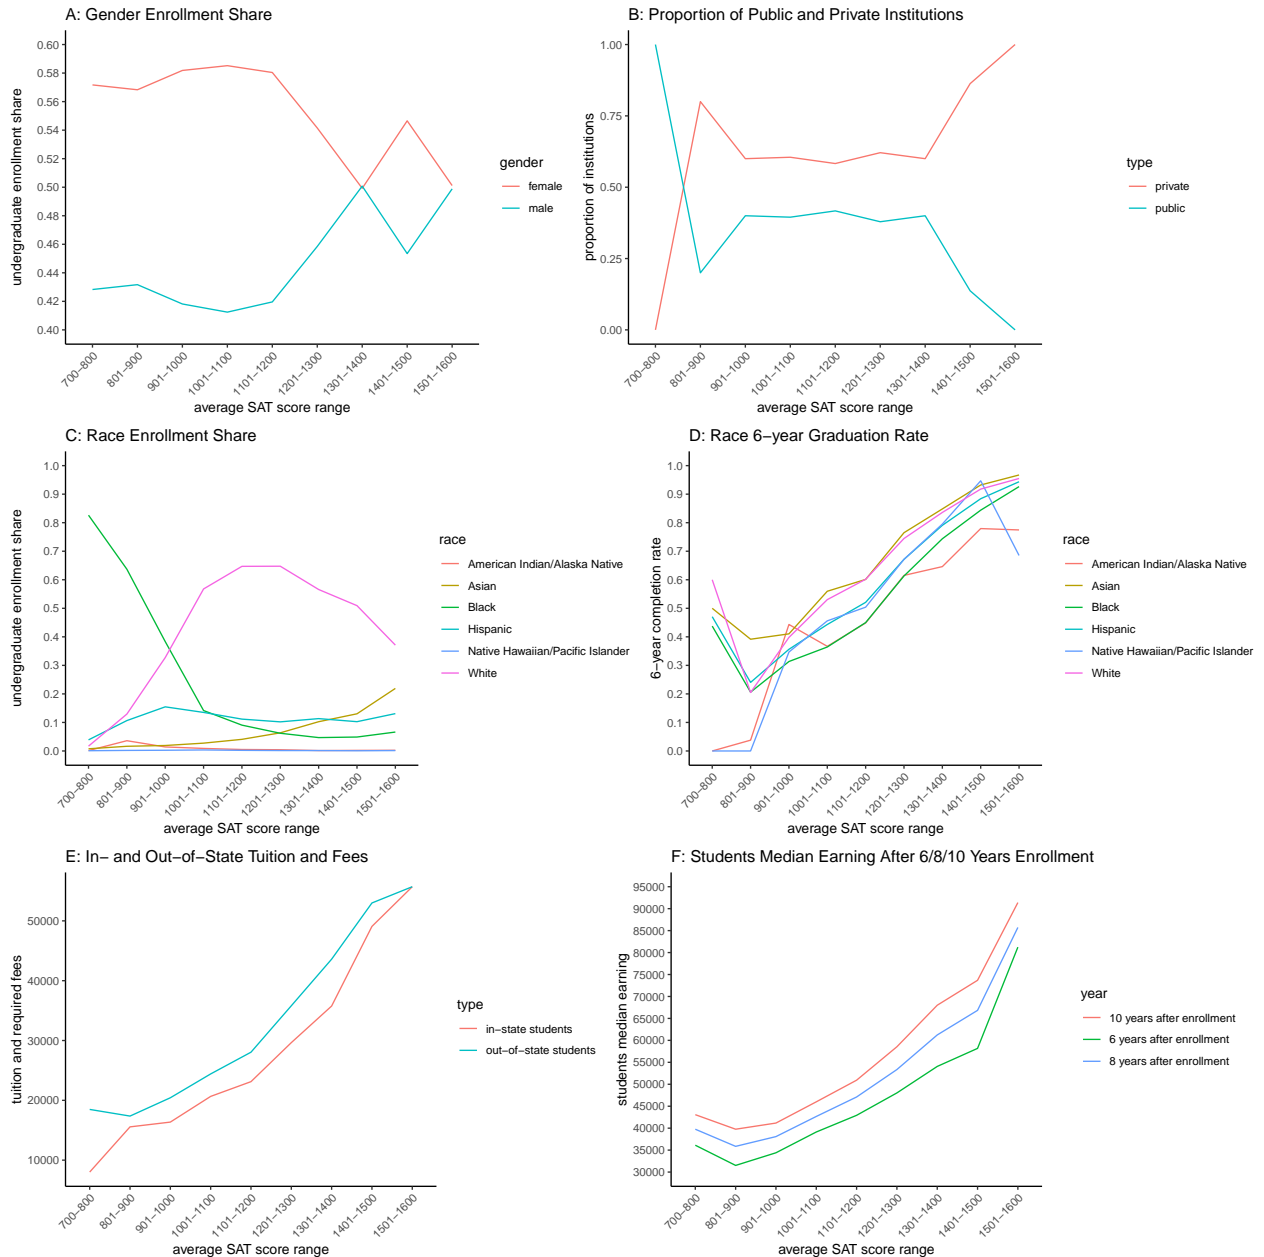 A: Gender Enrollment Share
undergraduate enrollment share
0.60
0.58
0.56
0.54
0.52
0.50
0.48
0.46
0.44
0.42
0.40
700−800
801−900
901−1000
1001−1100
1101−1200
1201−1300
1301−1400
1401−1500
1501−1600
average SAT score range
gender
female
male
B: Proportion of Public and Private Institutions
proportion of institutions
1.00
0.75
0.50
0.25
0.00
700−800
801−900
901−1000
1001−1100
1101−1200
1201−1300
1301−1400
1401−1500
1501−1600
average SAT score range
type
private
public
C: Race Enrollment Share
undergraduate enrollment share
1.0
0.9
0.8
0.7
0.6
0.5
0.4
0.3
0.2
0.1
0.0
700−800
801−900
901−1000
1001−1100
1101−1200
1201−1300
1301−1400
1401−1500
1501−1600
average SAT score range
race
American Indian/Alaska Native
Asian
Black
Hispanic
Native Hawaiian/Pacific Islander
White
D: Race 6−year Graduation Rate
6−year completion rate
1.0
0.9
0.8
0.7
0.6
0.5
0.4
0.3
0.2
0.1
0.0
700−800
801−900
901−1000
1001−1100
1101−1200
1201−1300
1301−1400
1401−1500
1501−1600
average SAT score range
race
American Indian/Alaska Native
Asian
Black
Hispanic
Native Hawaiian/Pacific Islander
White
E: In− and Out−of−State Tuition and Fees
tuition and required fees
50000
40000
30000
20000
10000
700−800
801−900
901−1000
1001−1100
1101−1200
1201−1300
1301−1400
1401−1500
1501−1600
average SAT score range
type
in−state students
out−of−state students
F: Students Median Earning After 6/8/10 Years Enrollment
students median earning
95000
90000
85000
80000
75000
70000
65000
60000
55000
50000
45000
40000
35000
30000
700−800
801−900
901−1000
1001−1100
1101−1200
1201−1300
1301−1400
1401−1500
1501−1600
average SAT score range
year
10 years after enrollment
6 years after enrollment
8 years after enrollment